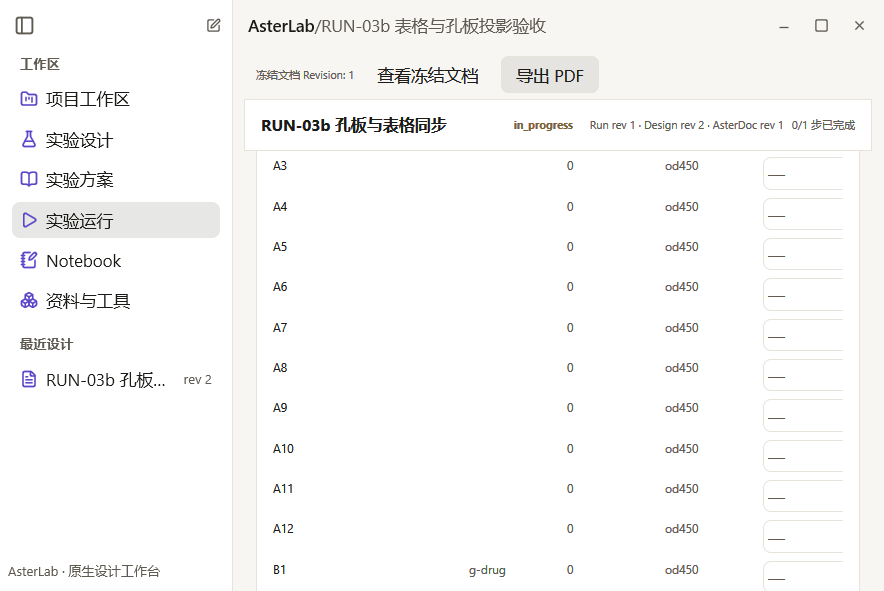 AsterLab/RUN-03b 表格与孔板投影验收
工作区
项目工作区
实验设计
实验方案
实验运行
Notebook
资料与工具
最近设计
RUN-03b 孔板... rev 2
AsterLab · 原生设计工作台
冻结文档 Revision: 1 查看冻结文档 导出 PDF
RUN-03b 孔板与表格同步 in_progress Run rev 1 · Design rev 2 · AsterDoc rev 1 0/1 步已完成
A3 0 od450 —
A4 0 od450 —
A5 0 od450 —
A6 0 od450 —
A7 0 od450 —
A8 0 od450 —
A9 0 od450 —
A10 0 od450 —
A11 0 od450 —
A12 0 od450 —
B1 g-drug 0 od450 —